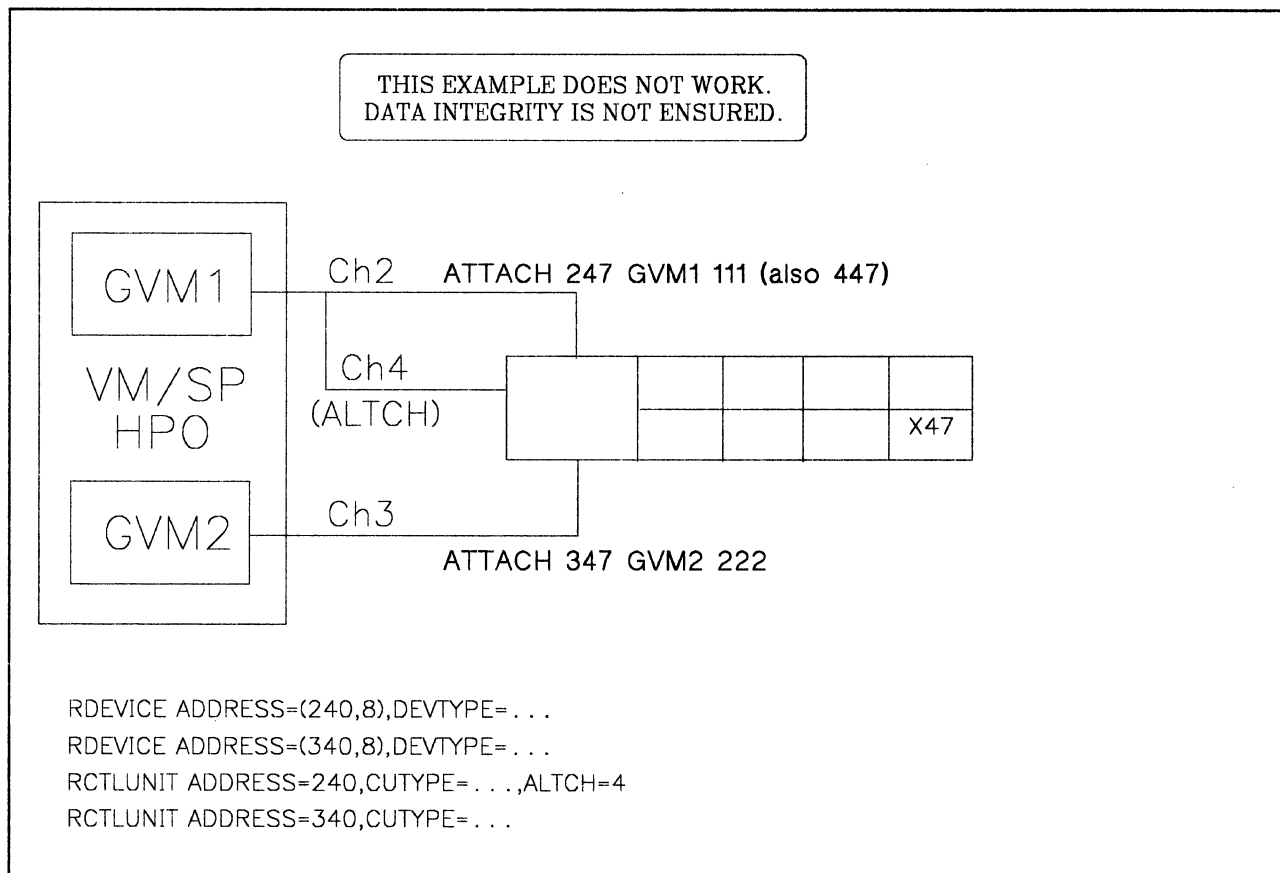 THIS EXAMPLE DOES NOT WORK.
DATA INTEGRITY IS NOT ENSURED.
GVM1
Ch2
ATTACH 247 GVM1 111 (also 447)
VM/SP
HPO
Ch4
(ALTCH)
X47
GVM2
Ch3
ATTACH 347 GVM2 222
RDEVICE ADDRESS=(240,8),DEVTYPE=...
RDEVICE ADDRESS=(340,8),DEVTYPE=...
RCTLUNIT ADDRESS=240,CUTYPE=...,ALTCH=4
RCTLUNIT ADDRESS=340,CUTYPE=...